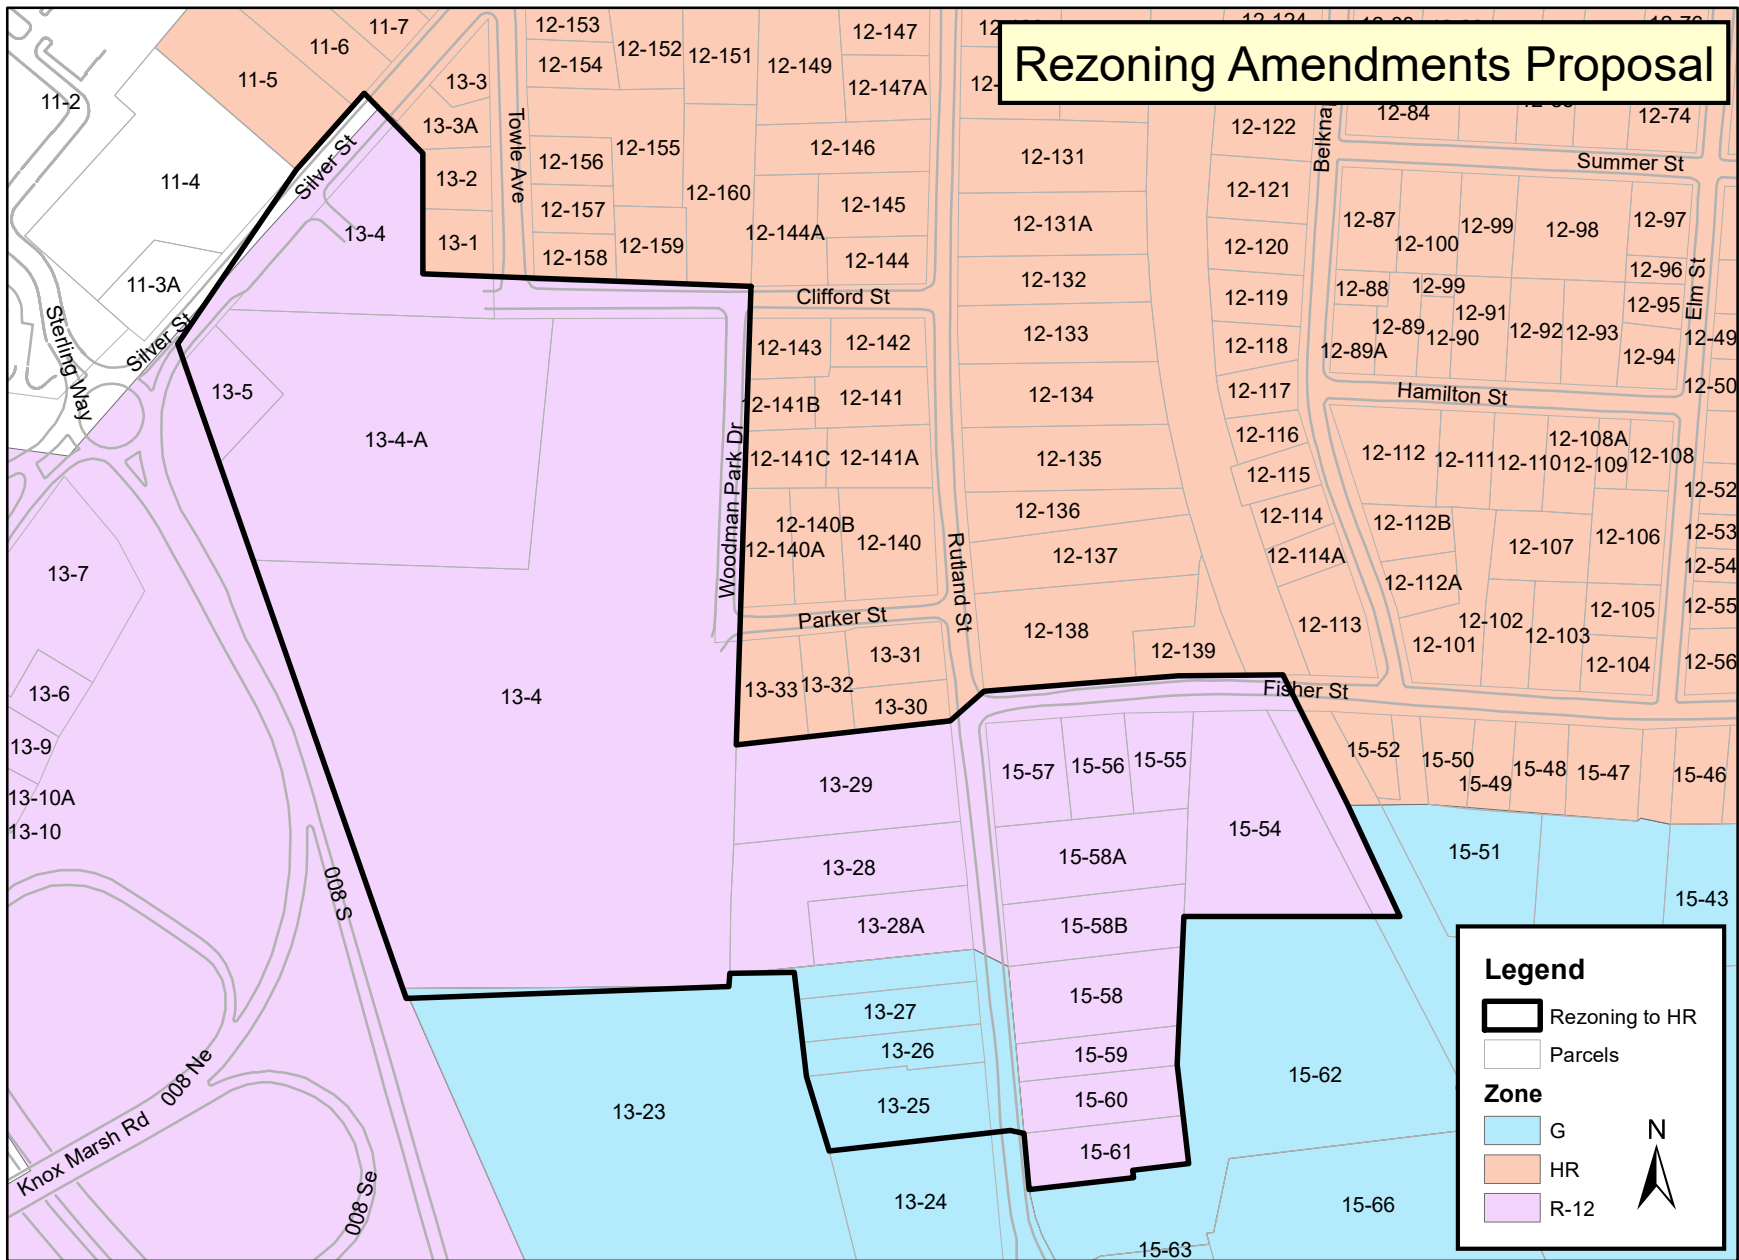 Rezoning Amendments Proposal
11-7
11-6
11-5
11-2
11-4
11-3A
Silver St
Silver St
Sterling Way
13-3
13-3A
13-2
13-1
13-4
Towle Ave
12-153
12-154
12-152
12-151
12-149
12-147
12-147A
12-155
12-156
12-157
12-158
12-159
12-160
12-146
12-145
12-144A
12-144
Clifford St
12-131
12-131A
12-132
12-133
12-134
12-135
12-136
12-137
12-138
12-139
12-122
12-121
12-120
12-119
12-118
12-117
12-116
12-115
12-114
12-114A
12-113
12-84
12-74
Summer St
12-87
12-100
12-99
12-98
12-97
12-96
12-95
12-94
Elm St
12-88
12-99
12-91
12-89
12-90
12-92
12-93
12-89A
12-49
12-50
Hamilton St
12-112
12-111
12-110
12-108A
12-109
12-108
12-112B
12-107
12-106
12-112A
12-105
12-102
12-103
12-101
12-104
12-52
12-53
12-54
12-55
12-56
13-5
13-4-A
13-4
Woodman Park Dr
12-143
12-142
12-141B
12-141
12-141C
12-141A
12-140B
12-140A
12-140
Rutland St
Parker St
13-31
13-33
13-32
13-30
Fisher St
13-7
13-6
13-9
13-10A
13-10
13-29
13-28
13-28A
13-27
13-26
13-25
13-23
13-24
15-57
15-56
15-55
15-54
15-58A
15-58B
15-58
15-59
15-60
15-61
15-62
15-66
15-63
15-52
15-50
15-49
15-48
15-47
15-46
15-51
15-43
008 S
008 Ne
008 Se
Knox Marsh Rd
Legend
Rezoning to HR
Parcels
Zone
G
HR
R-12
N